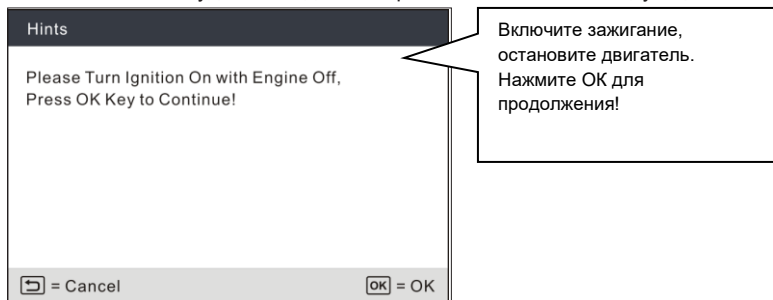 Hints
Please Turn Ignition On with Engine Off,
Press OK Key to Continue!
= Cancel
OK = OK
Включите зажигание,
остановите двигатель.
Нажмите ОК для
продолжения!